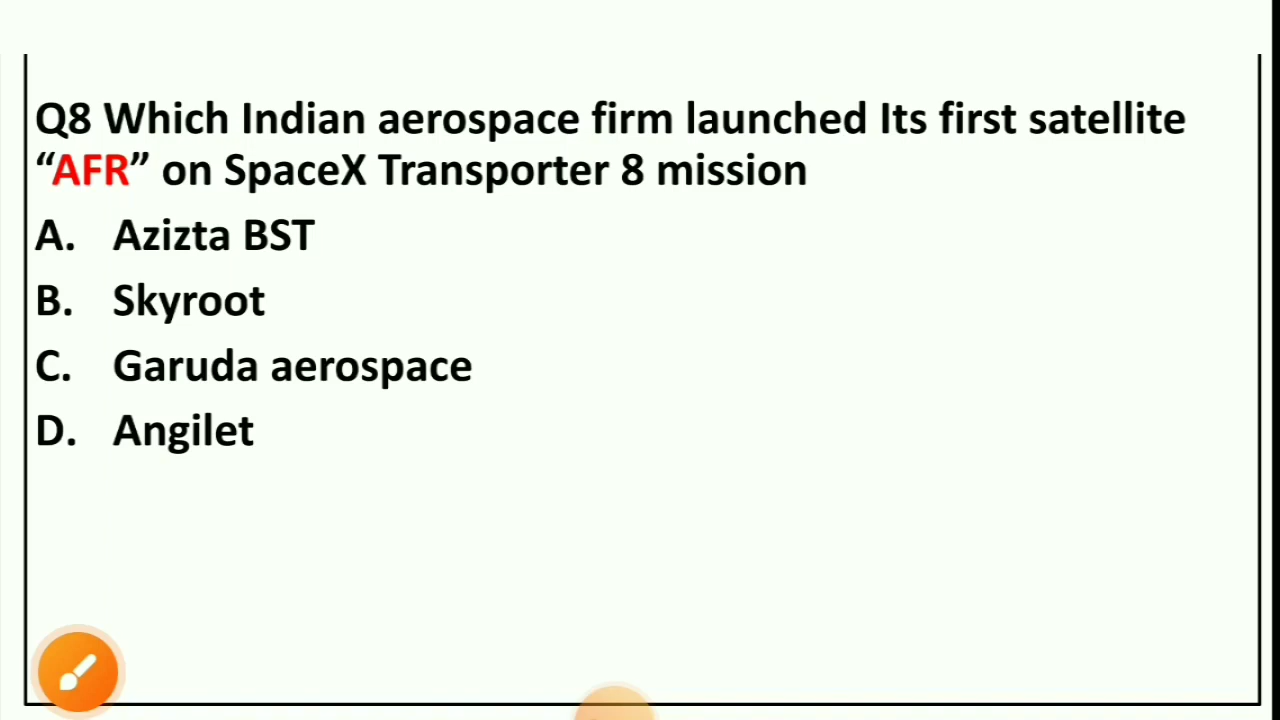 Q8 Which Indian aerospace firm launched Its first satellite
“AFR” on SpaceX Transporter 8 mission
A. Azizta BST
B. Skyroot
C. Garuda aerospace
D. Angilet